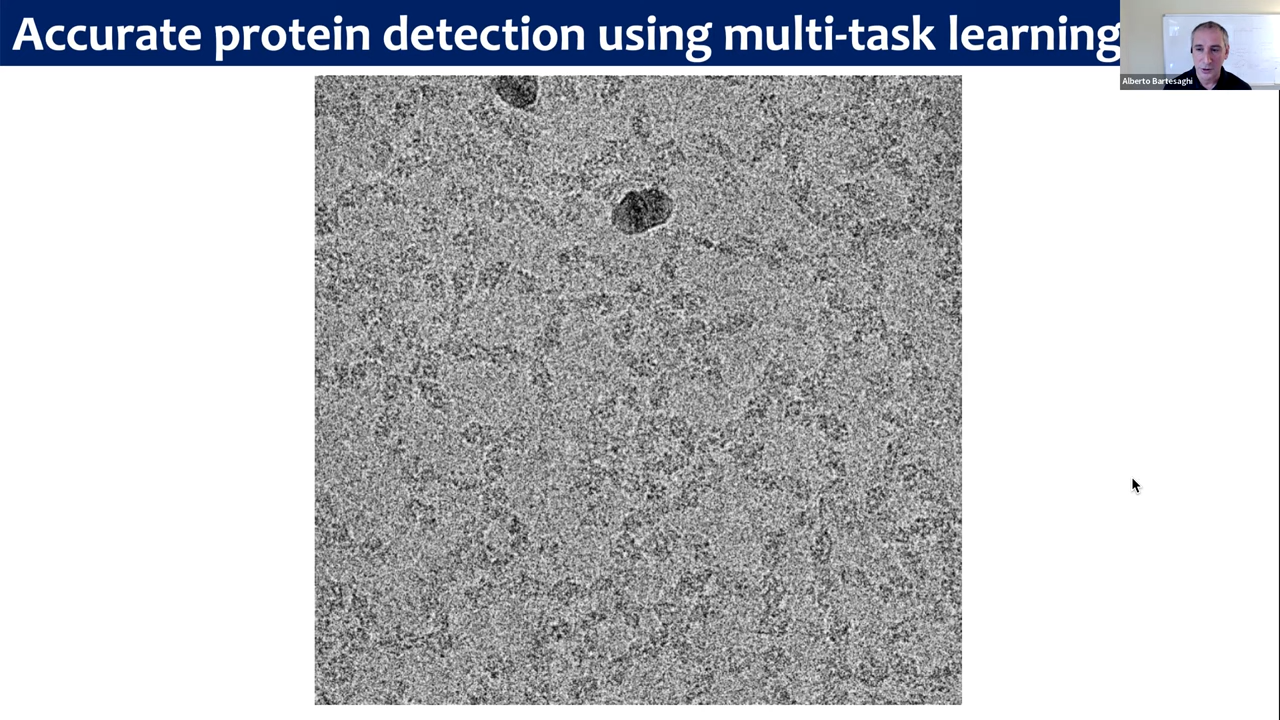 Accurate protein detection using multi-task learning
Alberto Bartesaghi